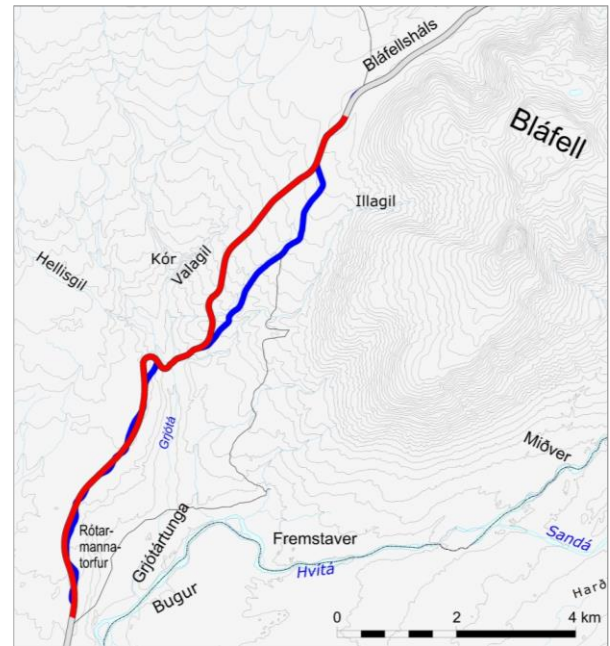 Bláfellsháls
Bláfell
Illagil
Kór
Valagil
Hellisgil
Grjótá
Miðver
Rótar-
manna-
torfur
Grjótártunga
Fremstaver
Sandá
Hvítá
Bugur
Harð
0 2 4 km